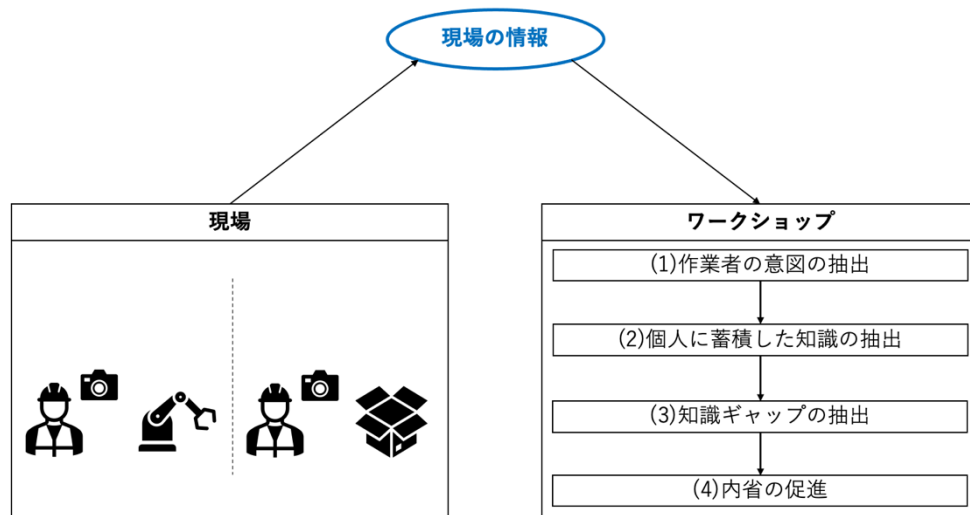 現場の情報
現場
ワークショップ
(1)作業者の意図の抽出
(2)個人に蓄積した知識の抽出
(3)知識ギャップの抽出
(4)内省の促進